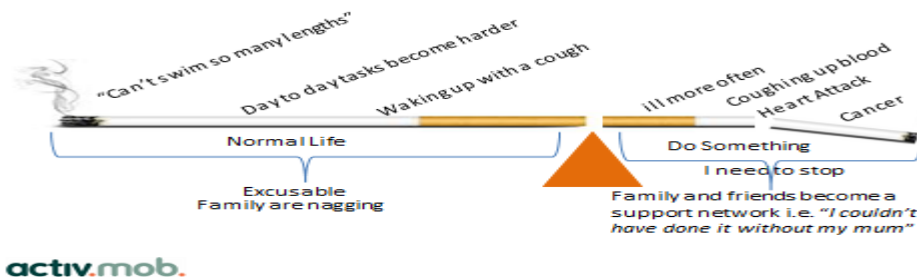 "Can't swim so many lengths"
Day to day tasks become harder
Waking up with a cough
ill more often
Coughing up blood
Heart Attack
Cancer
Normal Life
Do Something
I need to stop
Excusable
Family are nagging
Family and friends become a
support network i.e. "I couldn't
have done it without my mum"
activ.mob.